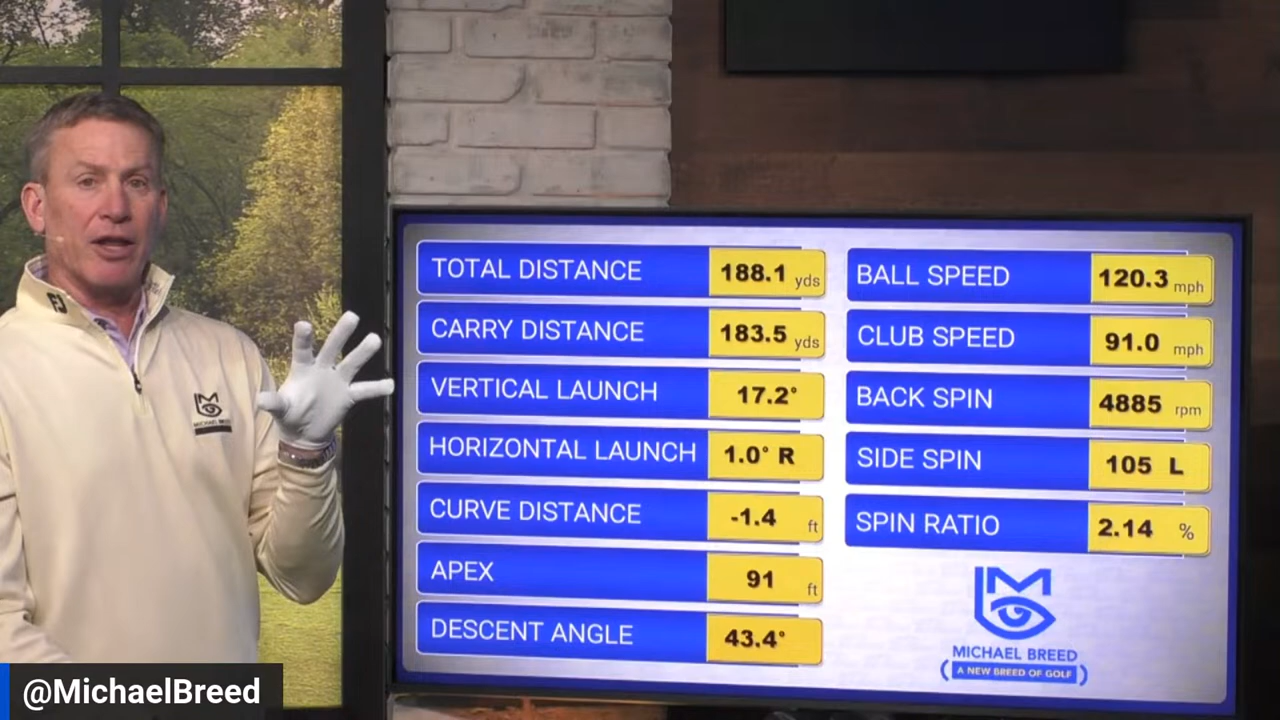 TOTAL DISTANCE 188.1 yds
CARRY DISTANCE 183.5 yds
VERTICAL LAUNCH 17.2°
HORIZONTAL LAUNCH 1.0° R
CURVE DISTANCE -1.4 ft
APEX 91 ft
DESCENT ANGLE 43.4°
BALL SPEED 120.3 mph
CLUB SPEED 91.0 mph
BACK SPIN 4885 rpm
SIDE SPIN 105 L
SPIN RATIO 2.14 %
MICHAEL BREED
A NEW BREED OF GOLF
FJ
MICHAEL BREED
@MichaelBreed